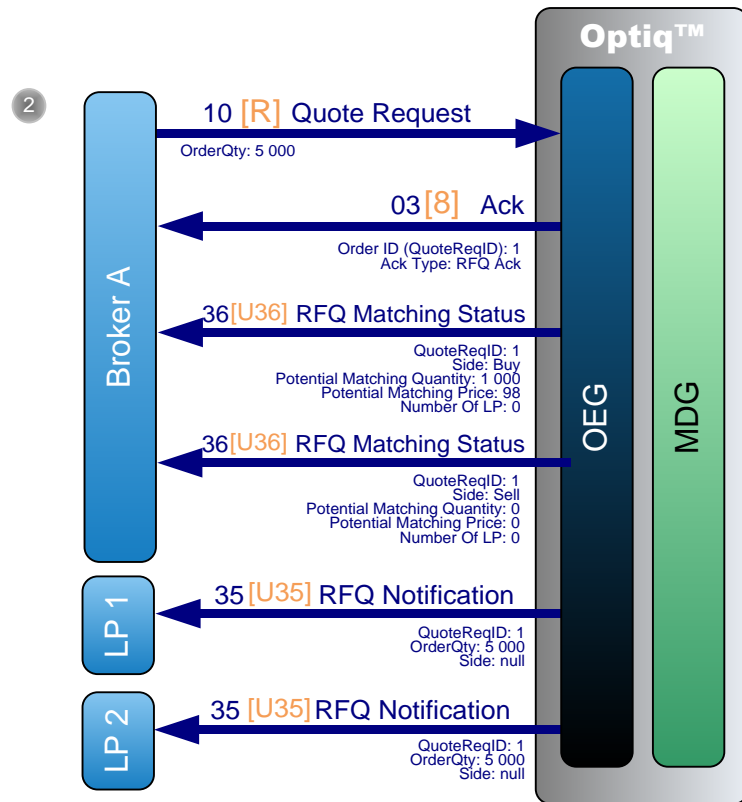 Optiq™
2
10 [R] Quote Request
OrderQty: 5 000
03 [8] Ack
Order ID (QuoteReqID): 1
Ack Type: RFQ Ack
Broker A
36 [U36] RFQ Matching Status
QuoteReqID: 1
Side: Buy
Potential Matching Quantity: 1 000
Potential Matching Price: 98
Number Of LP: 0
OEG
MDG
36 [U36] RFQ Matching Status
QuoteReqID: 1
Side: Sell
Potential Matching Quantity: 0
Potential Matching Price: 0
Number Of LP: 0
LP 1
35 [U35] RFQ Notification
QuoteReqID: 1
OrderQty: 5 000
Side: null
LP 2
35 [U35] RFQ Notification
QuoteReqID: 1
OrderQty: 5 000
Side: null